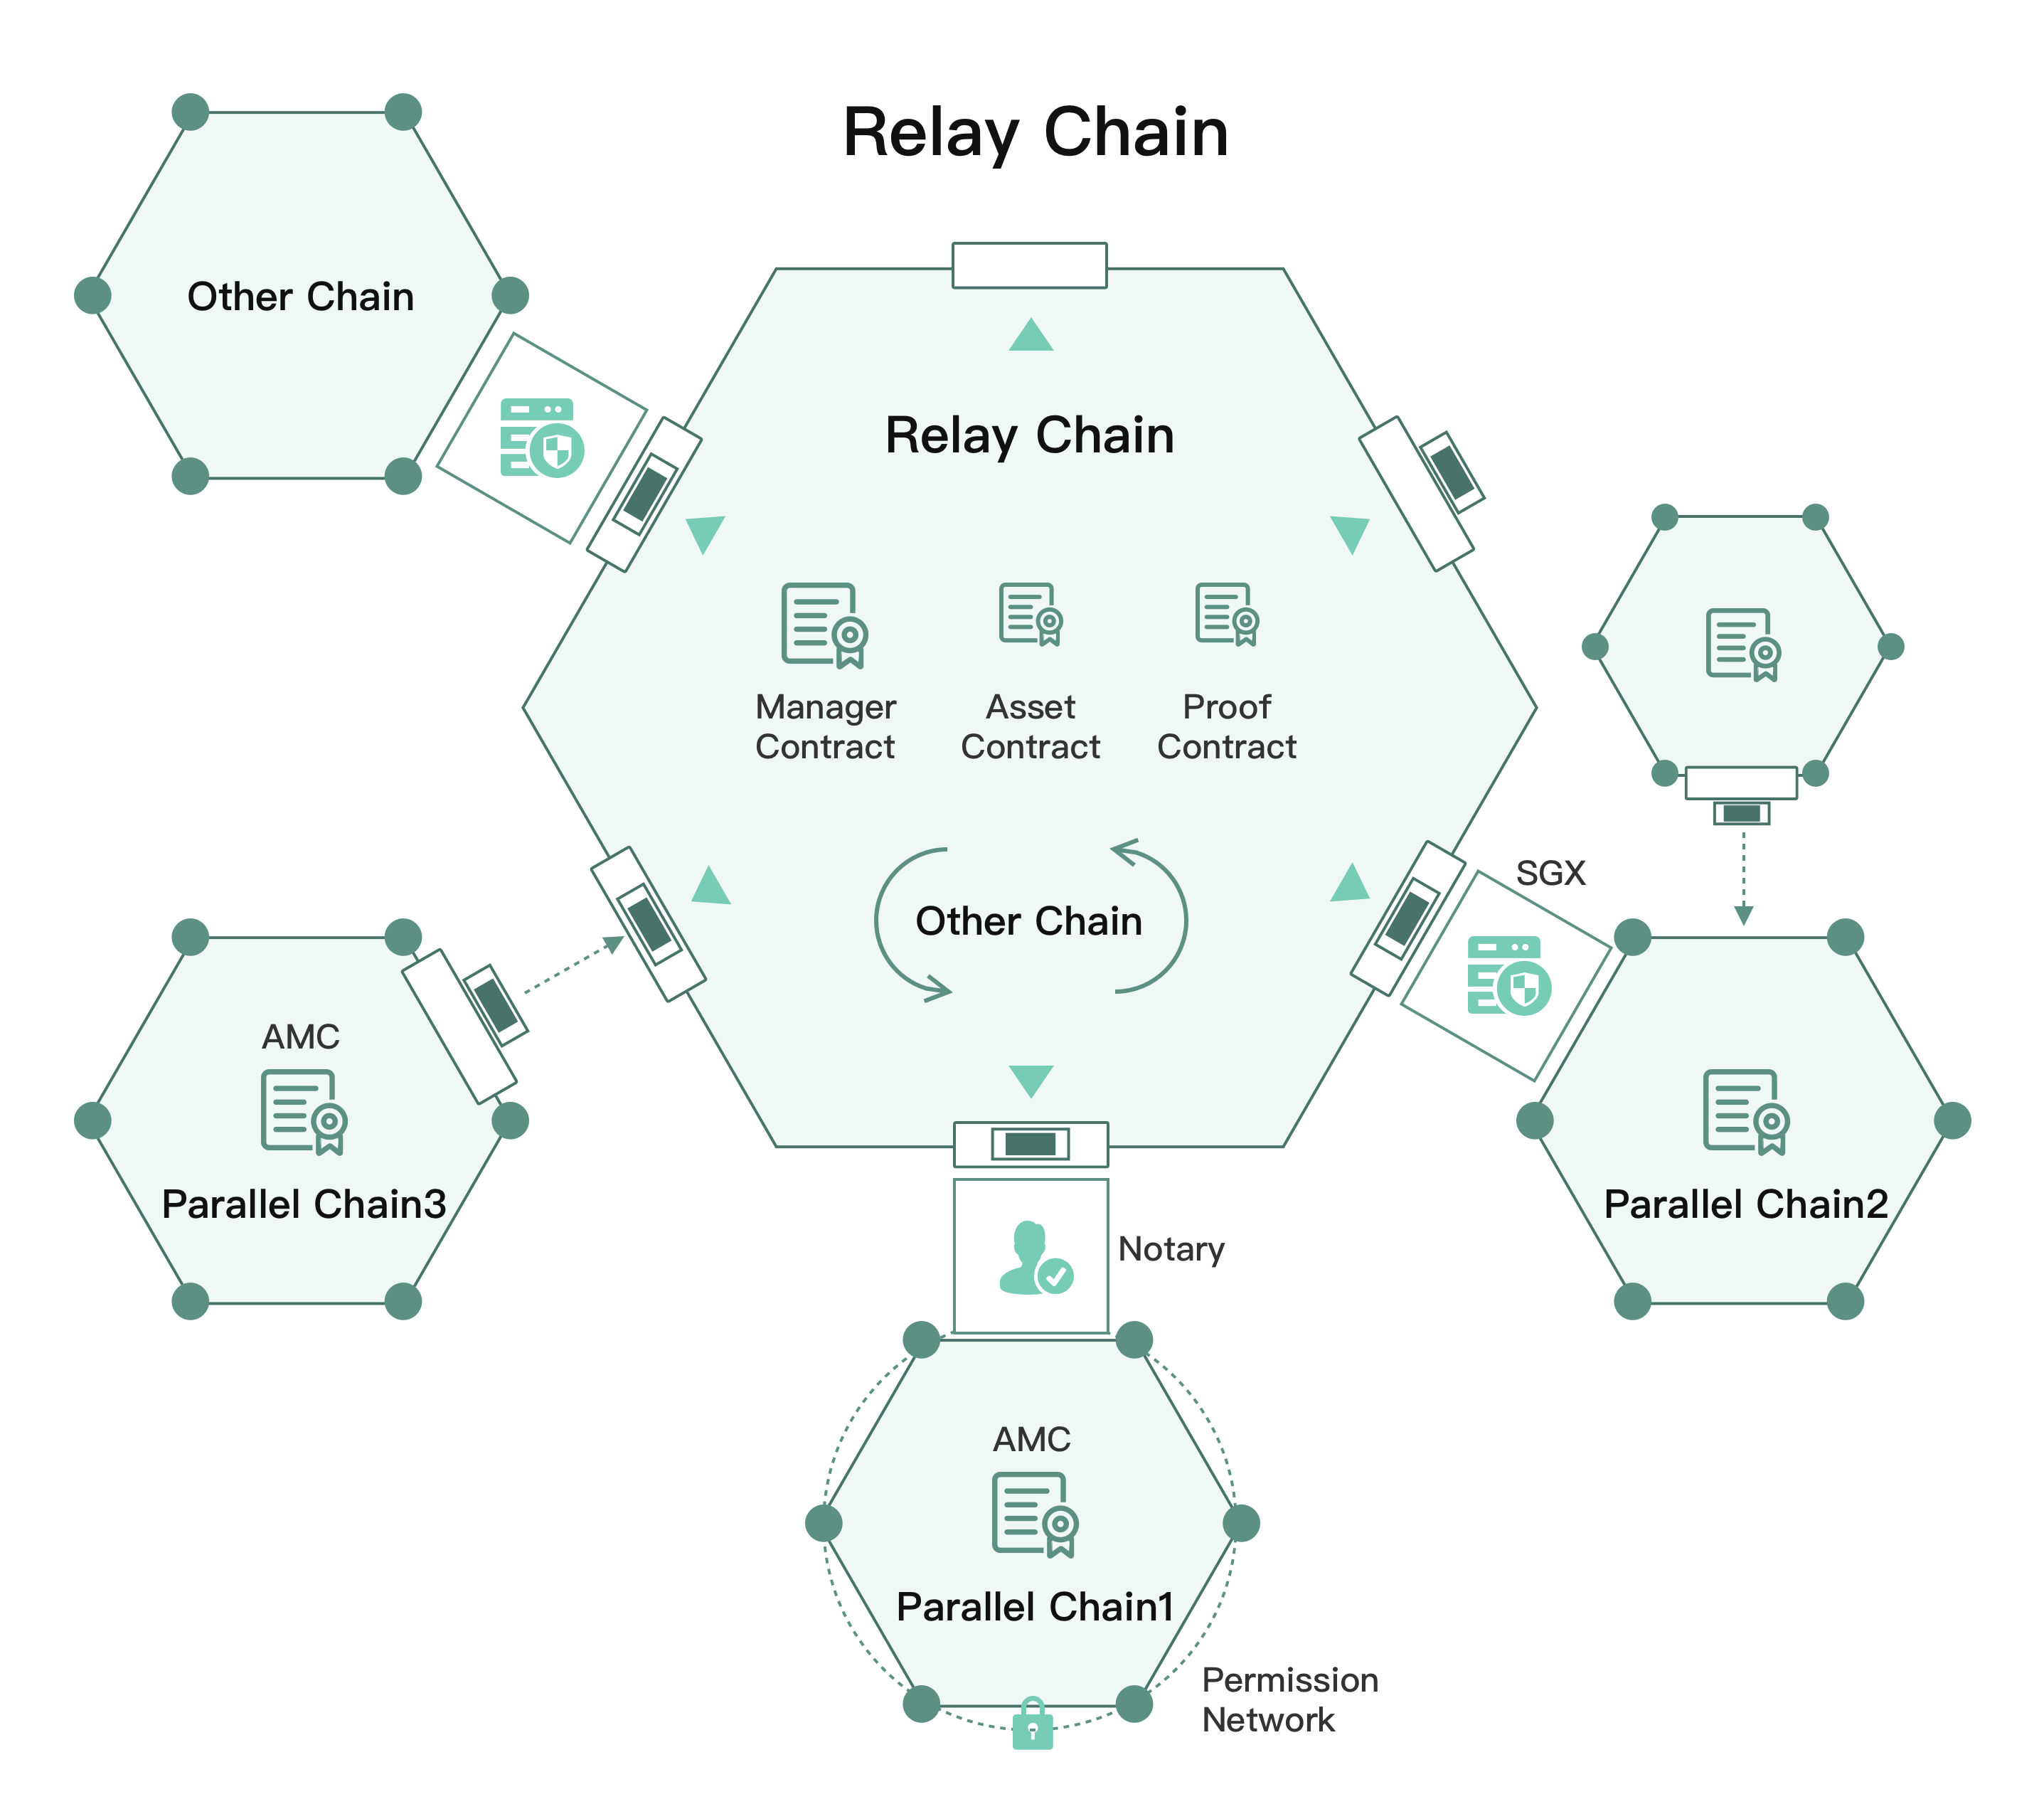 Relay Chain
Other Chain
Relay Chain
Manager
Contract
Asset
Contract
Proof
Contract
Other Chain
SGX
AMC
Parallel Chain3
Parallel Chain2
Notary
AMC
Parallel Chain1
Permission
Network